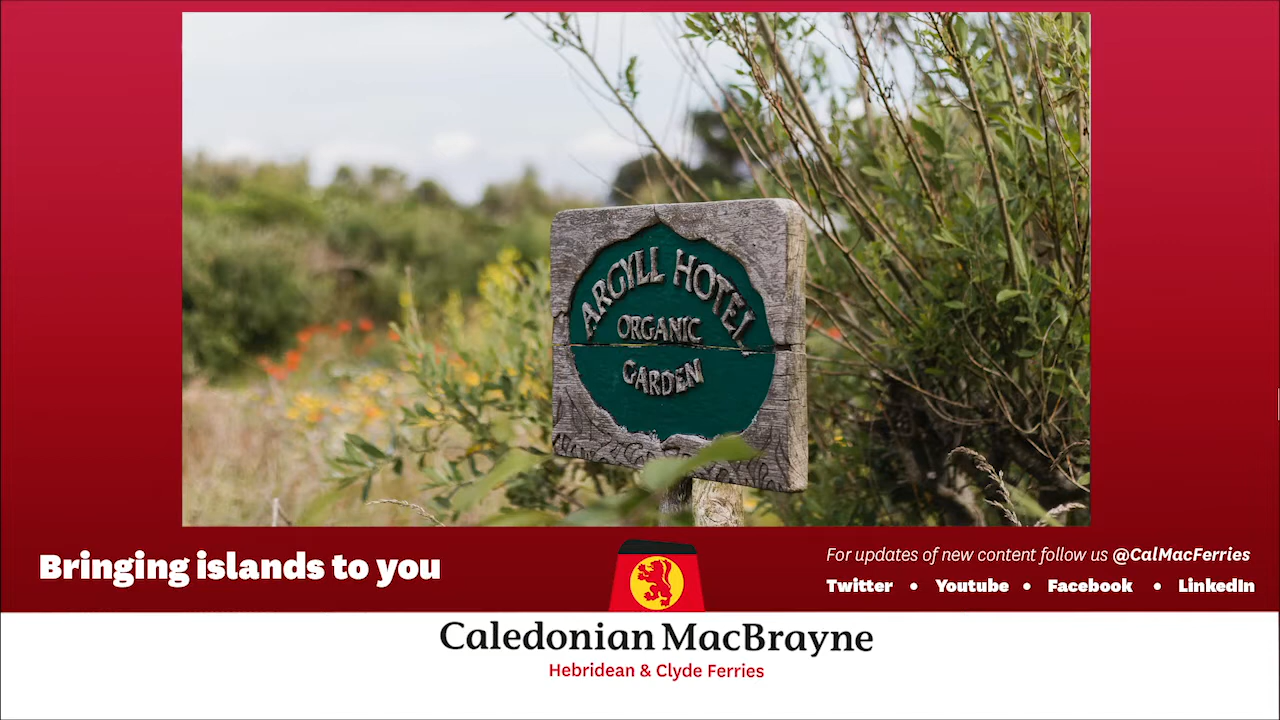 ARGYLL HOTEL
ORGANIC
GARDEN
Bringing islands to you
For updates of new content follow us @CalMacFerries
Twitter • Youtube • Facebook • LinkedIn
Caledonian MacBrayne
Hebridean & Clyde Ferries